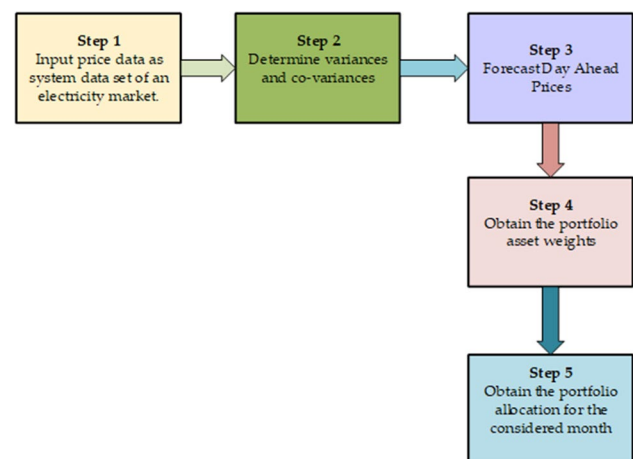 Step 1
Input price data as
system data set of an
electricity market.
Step 2
Determine variances
and co-variances
Step 3
Forecast Day Ahead
Prices
Step 4
Obtain the portfolio
asset weights
Step 5
Obtain the portfolio
allocation for the
considered month